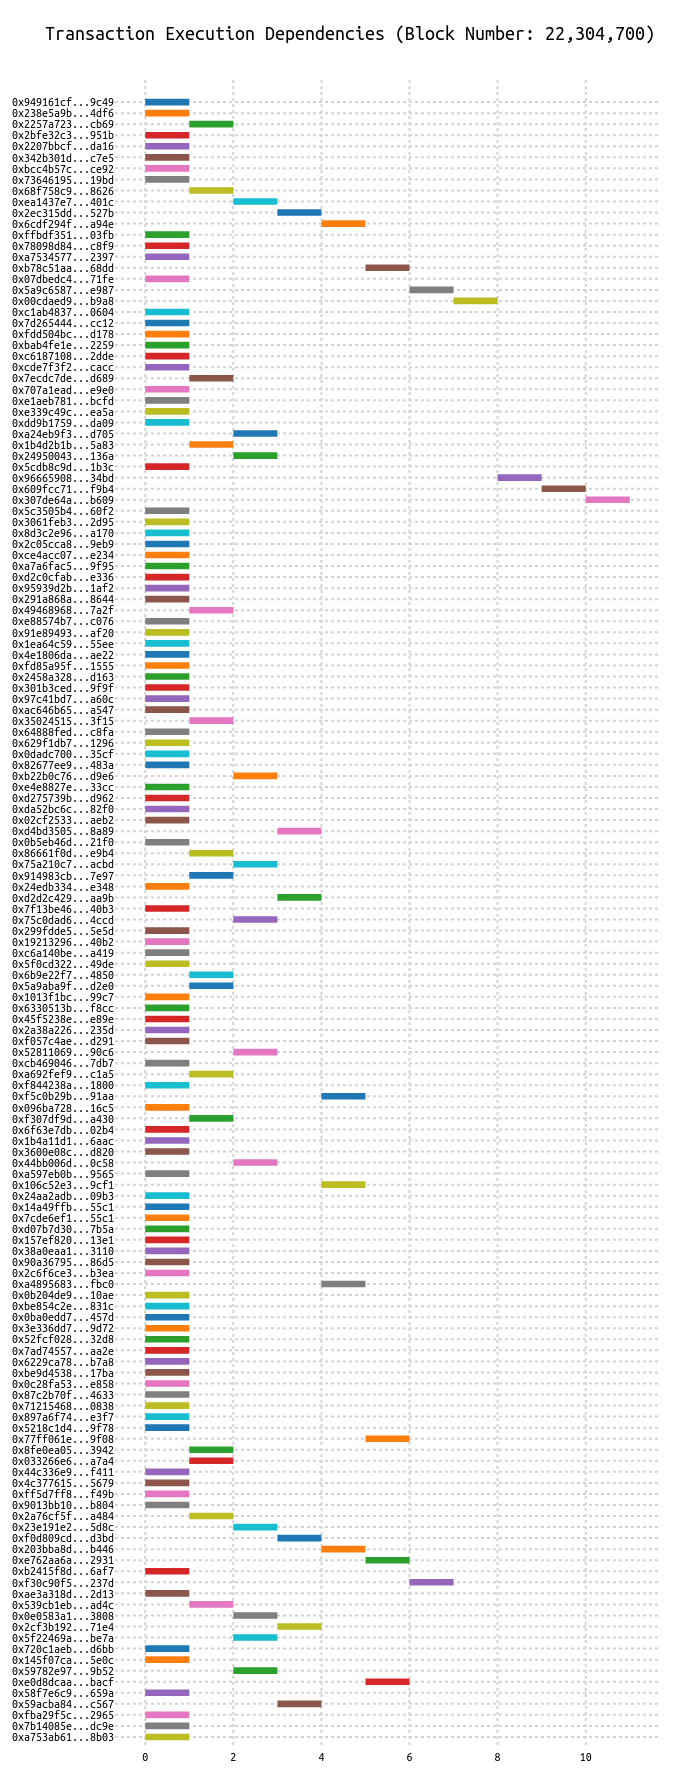 Transaction Execution Dependencies (Block Number: 22,304,700)
0x949161cf...9c49
0x238e5a9b...4df6
0x2257a723...cb69
0x2bfe32c3...951b
0x2207bbcf...da16
0x342b301d...c7e5
0xbcc4b57c...ce92
0x73646195...19bd
0x68f758c9...8626
0xea1437e7...401c
0x2ec315dd...527b
0x6cdf294f...a94e
0xffbdf351...03fb
0x78098d84...c8f9
0xa7534577...2397
0xb78c51aa...68dd
0x07dbedc4...71fe
0x5a9c6587...e987
0x00cdaed9...b9a8
0xc1ab4837...0604
0x7d265444...cc12
0xfdd504bc...d178
0xbab4fe1e...2259
0xc6187108...2dde
0xcde7f3f2...cacc
0x7ecdc7de...d689
0x707a1ead...e9e0
0xe1aeb781...bcfd
0xe339c49c...ea5a
0xdd9b1759...da09
0xa24eb9f3...d705
0x1b4d2b1b...5a83
0x24950043...136a
0x5cdb8c9d...1b3c
0x96665908...34bd
0x609fcc71...f9b4
0x307de64a...b609
0x5c3505b4...60f2
0x3061feb3...2d95
0x8d3c2e96...a170
0x2c05cca8...9eb9
0xce4acc07...e234
0xa7a6fac5...9f95
0xd2c0cfab...e336
0x95939d2b...1af2
0x291a868a...8644
0x49468968...7a2f
0xe88574b7...c076
0x91e89493...af20
0x1ea64c59...55ee
0x4e1806da...ae22
0xfd85a95f...1555
0x2458a328...d163
0x301b3ced...9f9f
0x97c41bd7...a60c
0xac646b65...a547
0x35024515...3f15
0x64888fed...c8fa
0x629f1db7...1296
0x0dadc700...35cf
0x82677ee9...483a
0xb22b0c76...d9e6
0xe4e8827e...33cc
0xd275739b...d962
0xda52bc6c...82f0
0x02cf2533...aeb2
0xd4bd3505...8a89
0x0b5eb46d...21f0
0x86661f0d...e9b4
0x75a210c7...acbd
0x914983cb...7e97
0x24edb334...e348
0xd2d2c429...aa9b
0x7f13be46...40b3
0x75c0dad6...4ccd
0x299fdde5...5e5d
0x19213296...40b2
0xc6a140be...a419
0x5f0cd322...49de
0x6b9e22f7...4850
0x5a9aba9f...d2e0
0x1013f1bc...99c7
0x6330513b...f8cc
0x45f5238e...e89e
0x2a38a226...235d
0xf057c4ae...d291
0x52811069...90c6
0xcb469046...7db7
0xa692fef9...c1a5
0xf844238a...1800
0xf5c0b29b...91aa
0x096ba728...16c5
0xf307df9d...a430
0x6f63e7db...02b4
0x1b4a11d1...6aac
0x3600e08c...d820
0x44bb006d...0c58
0xa597eb0b...9565
0x106c52e3...9cf1
0x24aa2adb...09b3
0x14a49ffb...55c1
0x7cde6ef1...55c1
0xd07b7d30...7b5a
0x157ef820...13e1
0x38a0eaa1...3110
0x90a36795...86d5
0x2c6f6ce3...b3ea
0xa4895683...fbc0
0x0b204de9...10ae
0xbe854c2e...831c
0x0ba0edd7...457d
0x3e336dd7...9d72
0x52fcf028...32d8
0x7ad74557...aa2e
0x6229ca78...b7a8
0xbe9d4538...17ba
0x0c28fa53...e858
0x87c2b70f...4633
0x71215468...0838
0x897a6f74...e3f7
0x5218c1d4...9f78
0x77ff061e...9f08
0x8fe0ea05...3942
0x033266e6...a7a4
0x44c336e9...f411
0x4c377615...5679
0xff5d7ff8...f49b
0x9013bb10...b804
0x2a76cf5f...a484
0x23e191e2...5d8c
0xf0d809cd...d3bd
0x203bba8d...b446
0xe762aa6a...2931
0xb2415f8d...6af7
0xf30c90f5...237d
0xae3a318d...2d13
0x539cb1eb...ad4c
0x0e0583a1...3808
0x2cf3b192...71e4
0x5f22469a...be7a
0x720c1aeb...d6bb
0x145f07ca...5e0c
0x59782e97...9b52
0xe0d8dcaa...bacf
0x58f7e6c9...659a
0x59acba84...c567
0xfba29f5c...2965
0x7b14085e...dc9e
0xa753ab61...8b03
0 2 4 6 8 10